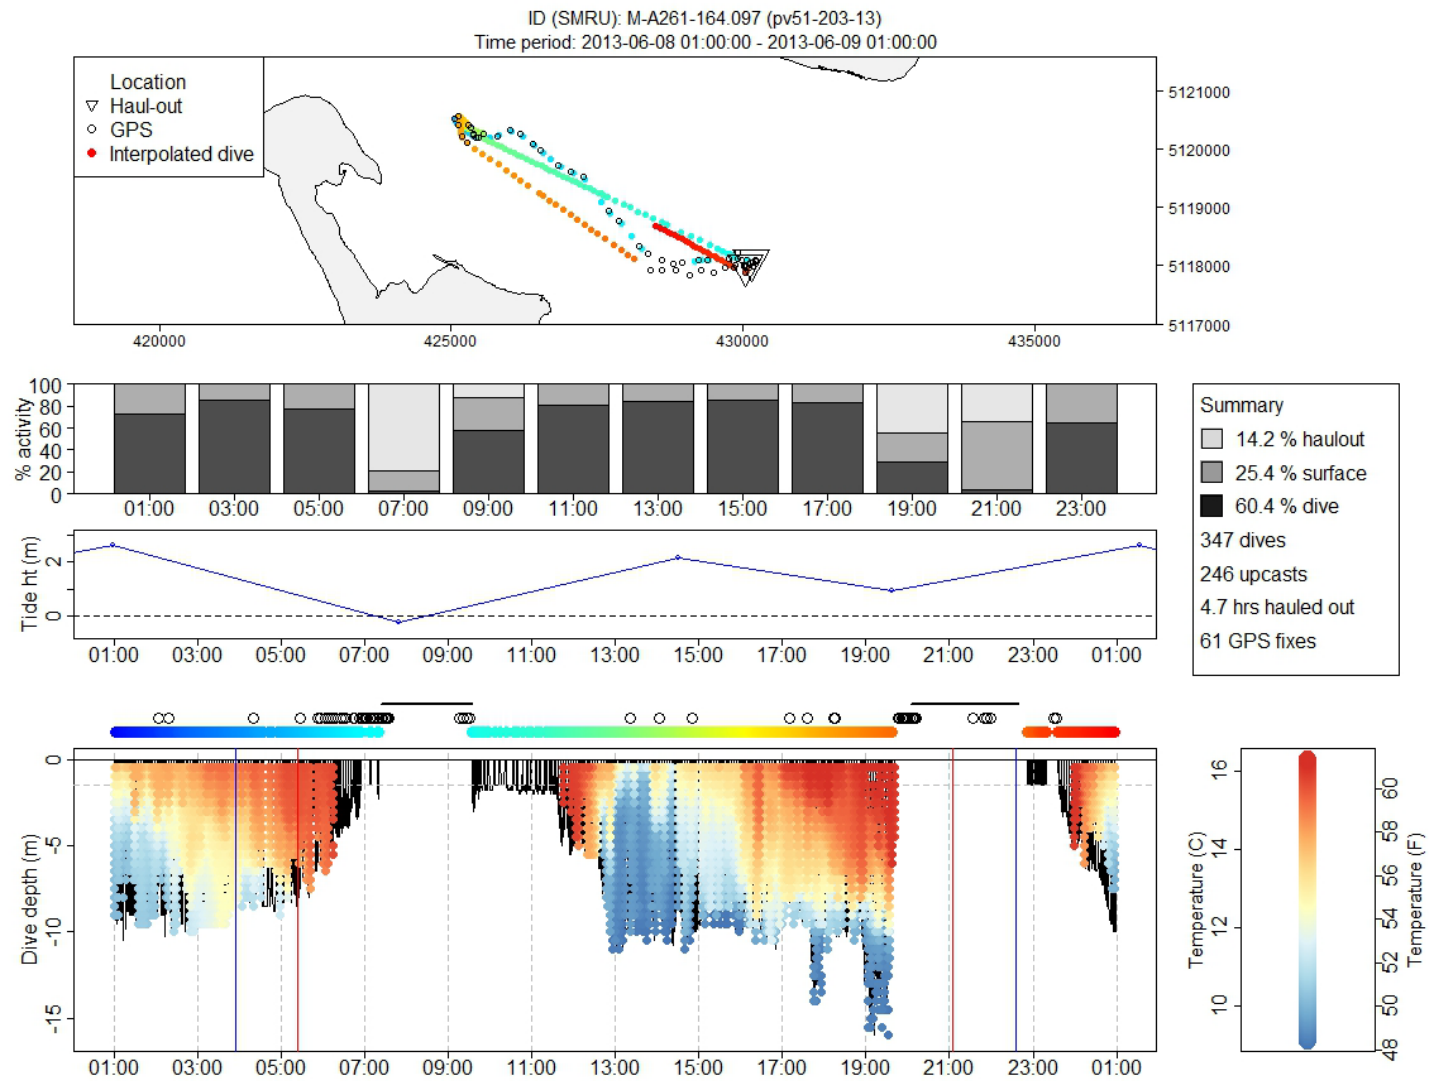 ID (SMRU): M-A261-164.097 (pv51-203-13)
Time period: 2013-06-08 01:00:00 - 2013-06-09 01:00:00
Location
Haul-out
GPS
Interpolated dive
5121000
5120000
5119000
5118000
5117000
420000 425000 430000 435000
% activity
100
80
60
40
20
0
01:00 03:00 05:00 07:00 09:00 11:00 13:00 15:00 17:00 19:00 21:00 23:00
Summary
14.2 % haulout
25.4 % surface
60.4 % dive
347 dives
246 upcasts
4.7 hrs hauled out
61 GPS fixes
Tide ht (m)
2
0
01:00 03:00 05:00 07:00 09:00 11:00 13:00 15:00 17:00 19:00 21:00 23:00 01:00
Dive depth (m)
0
-5
-10
-15
01:00 03:00 05:00 07:00 09:00 11:00 13:00 15:00 17:00 19:00 21:00 23:00 01:00
Temperature (C)
16
14
12
10
60
58
56
54
52
50
48
Temperature (F)